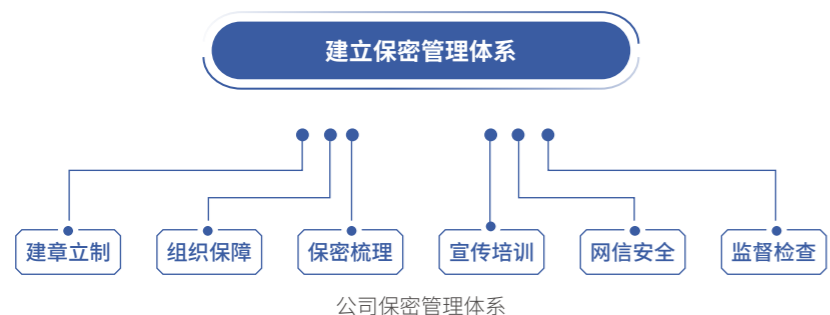 建立保密管理体系
建章立制
组织保障
保密梳理
宣传培训
网信安全
监督检查
公司保密管理体系